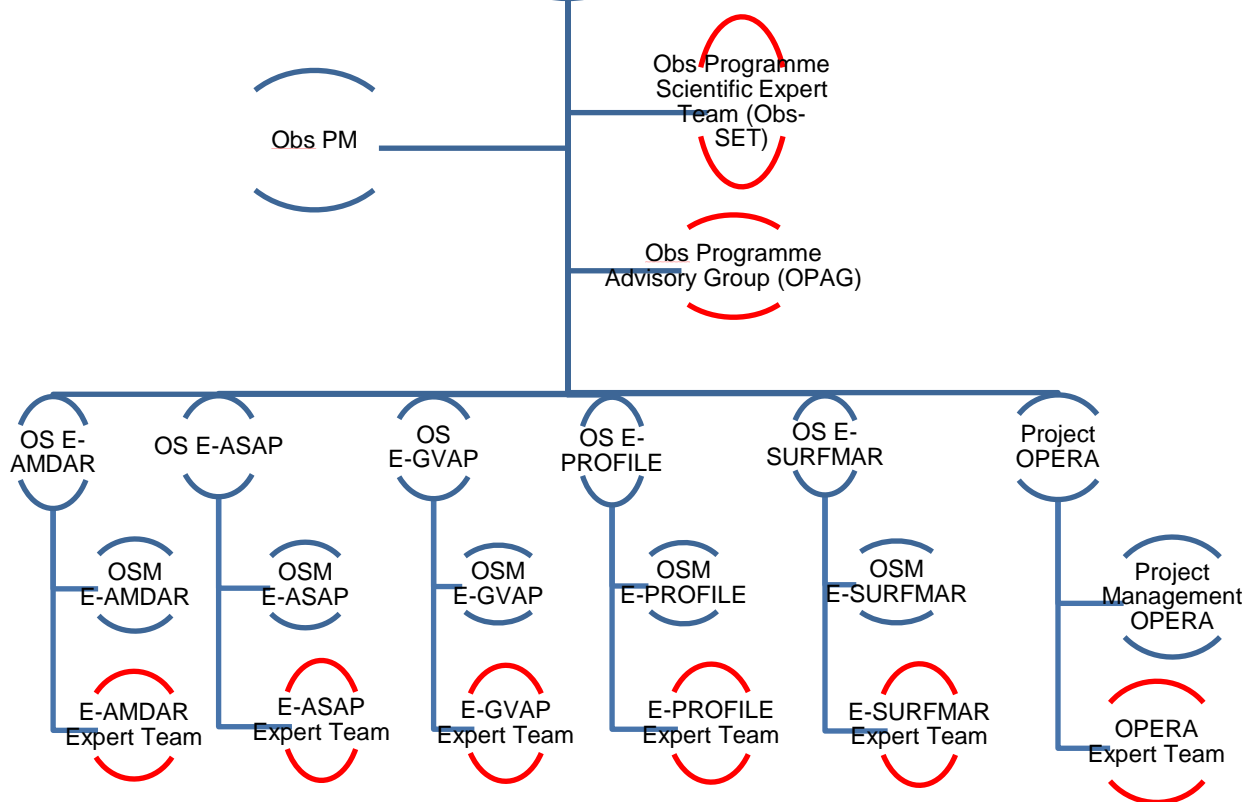 Obs Programme
Scientific Expert
Team (Obs-
SET)
Obs PM
Obs Programme
Advisory Group (OPAG)
OS E-
AMDAR
OS E-ASAP
OS
E-GVAP
OS E-
PROFILE
OS E-
SURFMAR
Project
OPERA
OSM
E-AMDAR
OSM
E-ASAP
OSM
E-GVAP
OSM
E-PROFILE
OSM
E-SURFMAR
Project
Management
OPERA
E-AMDAR
Expert Team
E-ASAP
Expert Team
E-GVAP
Expert Team
E-PROFILE
Expert Team
E-SURFMAR
Expert Team
OPERA
Expert Team